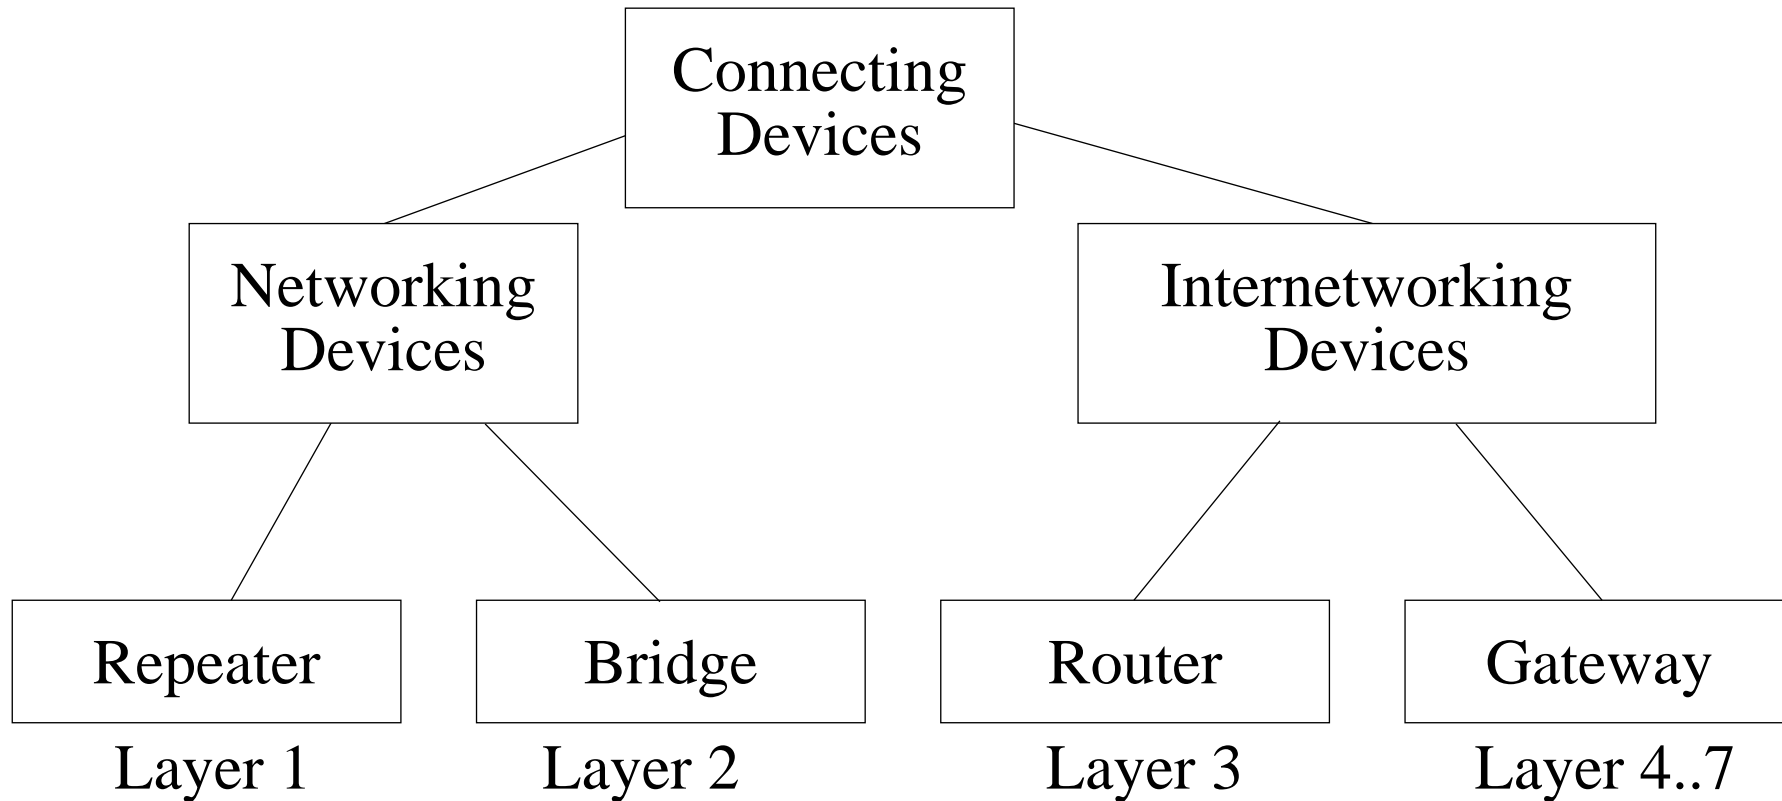 Connecting
Devices
Networking
Devices
Internetworking
Devices
Repeater
Bridge
Router
Gateway
Layer 1
Layer 2
Layer 3
Layer 4..7